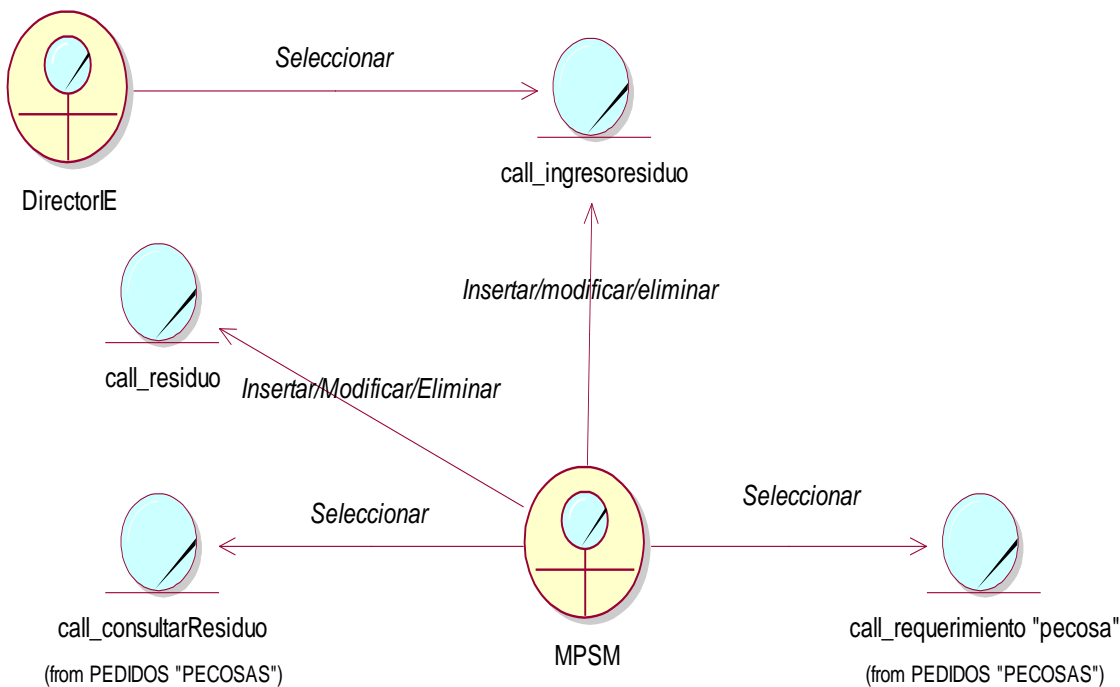 Seleccionar
call_ingresoresiduo
DirectorIE
Insertar/modificar/eliminar
call_residuo
Insertar/Modificar/Eliminar
Seleccionar
Seleccionar
call_consultarResiduo
(from PEDIDOS "PECOSAS")
MPSM
call_requerimiento "pecosa"
(from PEDIDOS "PECOSAS")